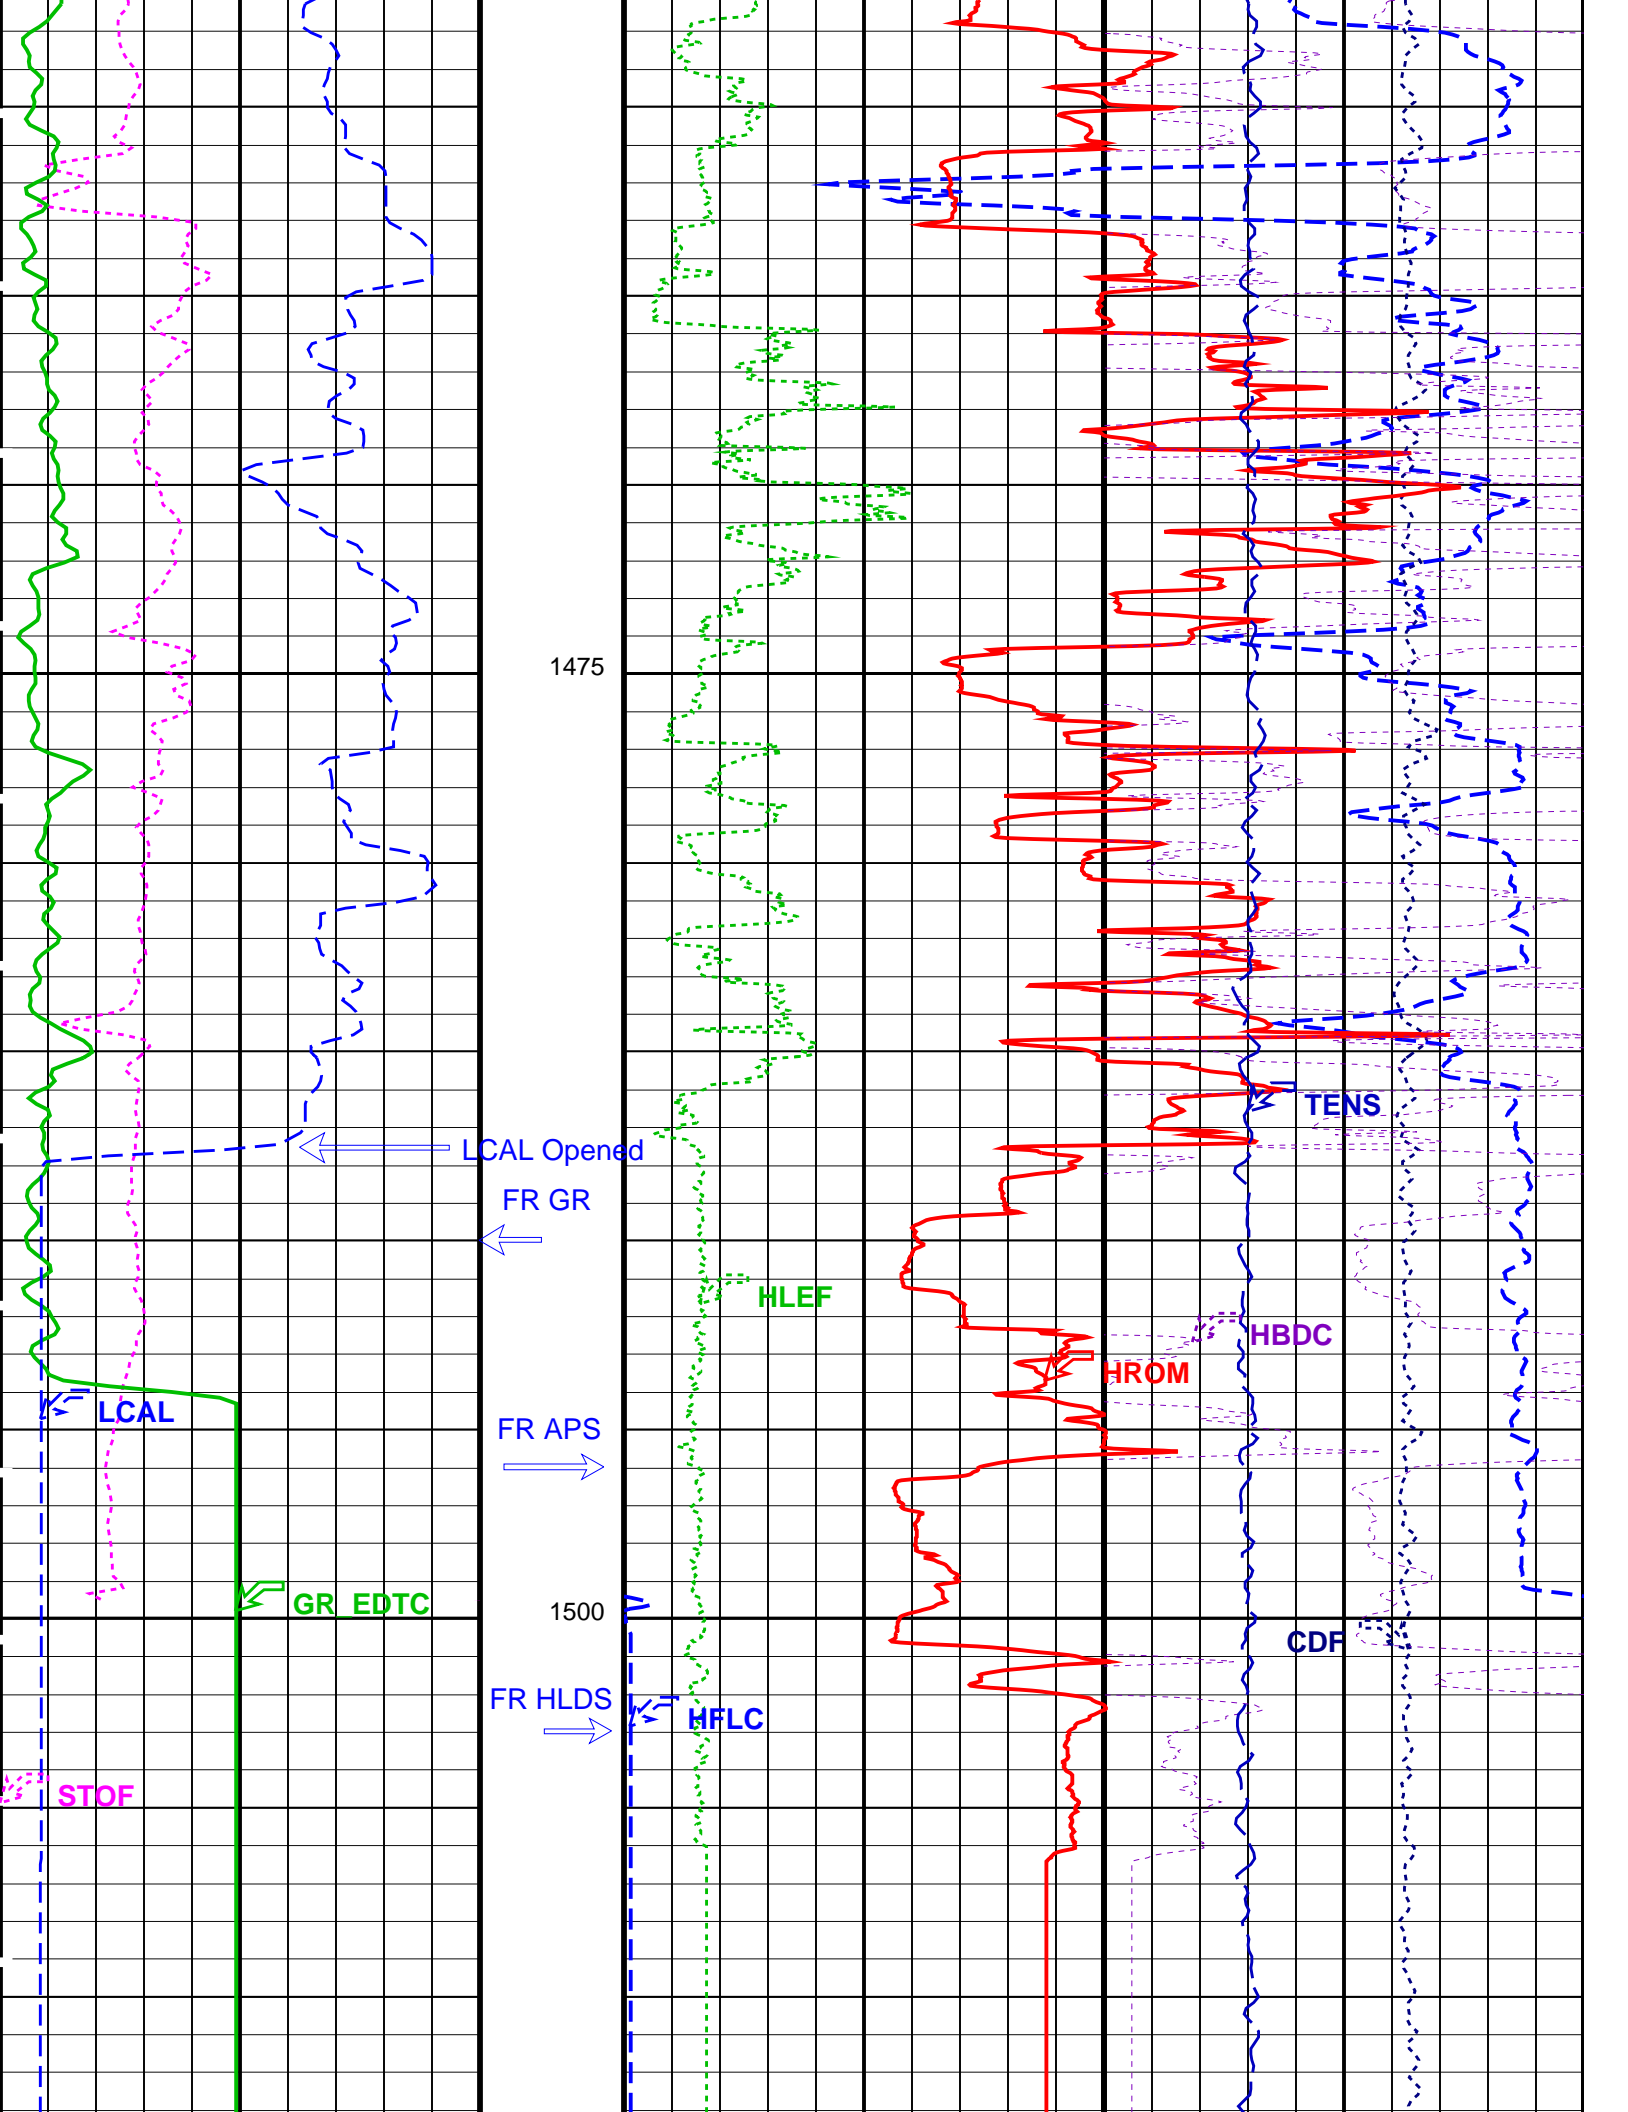 1475
TENS
LCAL Opened
FR GR
HLEF
HBDC
HROM
LCAL
FR APS
GR_EDTC
1500
CDF
FR HLDS
HFLC
STOF